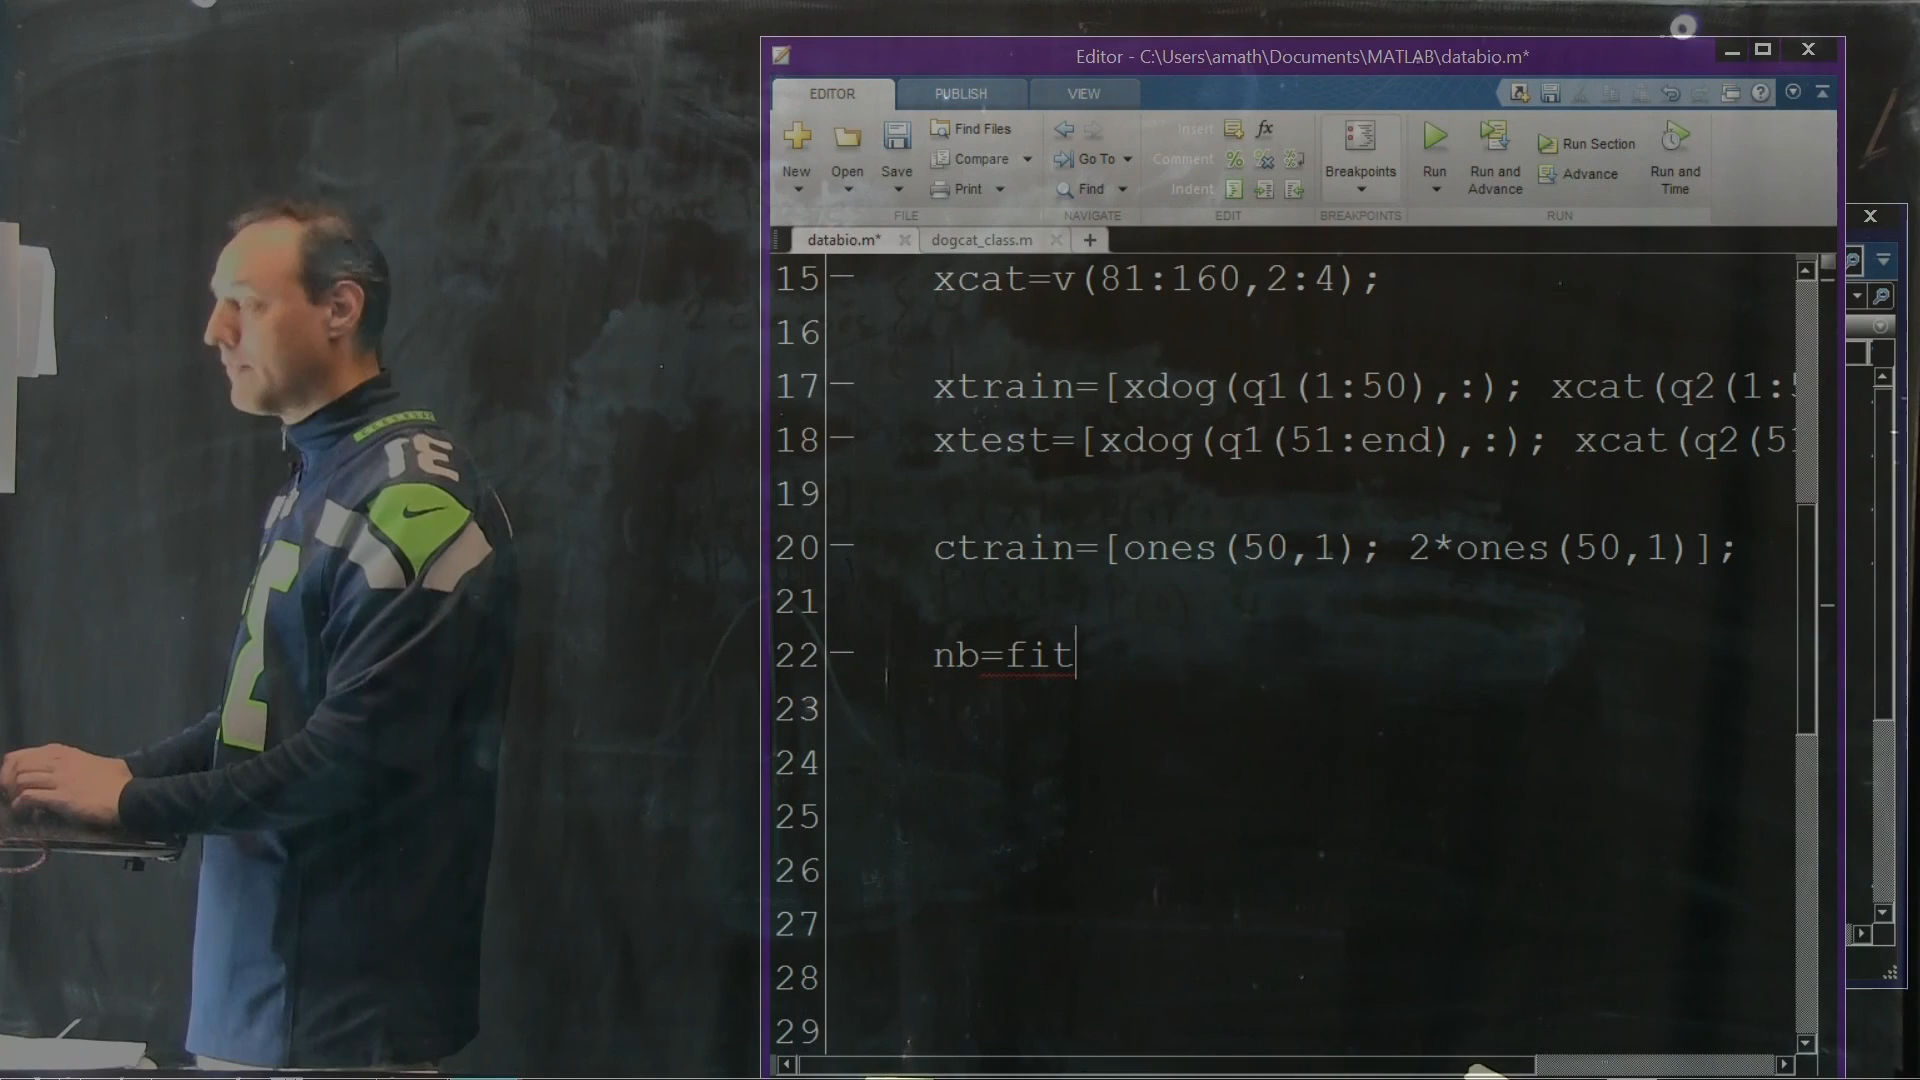 Editor - C:\Users\amath\Documents\MATLAB\databio.m*
EDITOR PUBLISH VIEW
New Open Save Find Files Compare Print
FILE
Go To Find
NAVIGATE
Insert fx
Comment
Indent
EDIT
Breakpoints
BREAKPOINTS
Run Run and Advance Run Section Advance Run and Time
RUN
databio.m* dogcat_class.m +
15 xcat=v(81:160,2:4);
16
17 xtrain=[xdog(q1(1:50),:); xcat(q2(1:
18 xtest=[xdog(q1(51:end),:); xcat(q2(5
19
20 ctrain=[ones(50,1); 2*ones(50,1)];
21
22 nb=fit
23
24
25
26
27
28
29